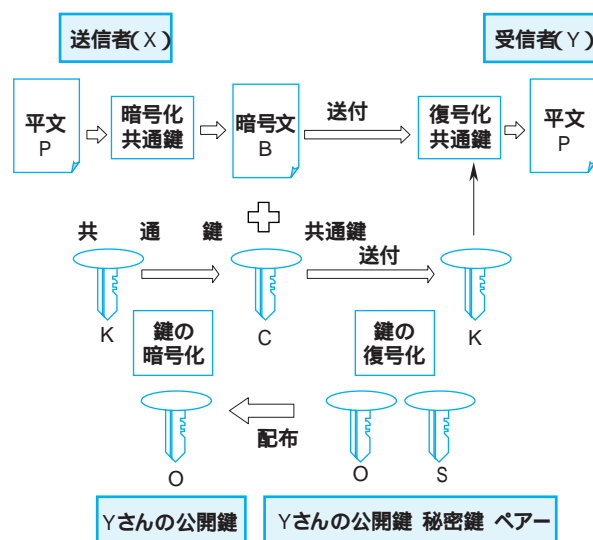 送信者(X)
受信者(Y)
平文
P
暗号化
共通鍵
暗号文
B
送付
復号化
共通鍵
平文
P
共 通 鍵
共通鍵
送付
K
C
K
鍵の
暗号化
鍵の
復号化
配布
O
O
S
Yさんの公開鍵
Yさんの公開鍵 秘密鍵 ペアー